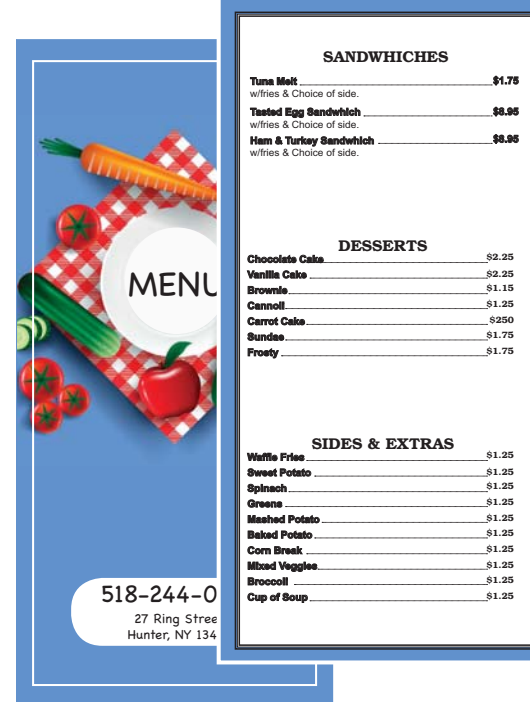 SANDWHICHES
Tuna Melt $1.75
w/fries & Choice of side.
Tasted Egg Sandwhich $8.95
w/fries & Choice of side.
Ham & Turkey Sandwhich $8.95
w/fries & Choice of side.
DESSERTS
Chocolate Cake $2.25
Vanilla Cake $2.25
Brownie $1.15
Cannoli $1.25
Carrot Cake $250
Sundae $1.75
Frosty $1.75
SIDES & EXTRAS
Waffle Fries $1.25
Sweet Potato $1.25
Spinach $1.25
Greens $1.25
Mashed Potato $1.25
Baked Potato $1.25
Corn Break $1.25
Mixed Veggies $1.25
Broccoli $1.25
Cup of Soup $1.25
MENU
518-244-0
27 Ring Stree
Hunter, NY 134